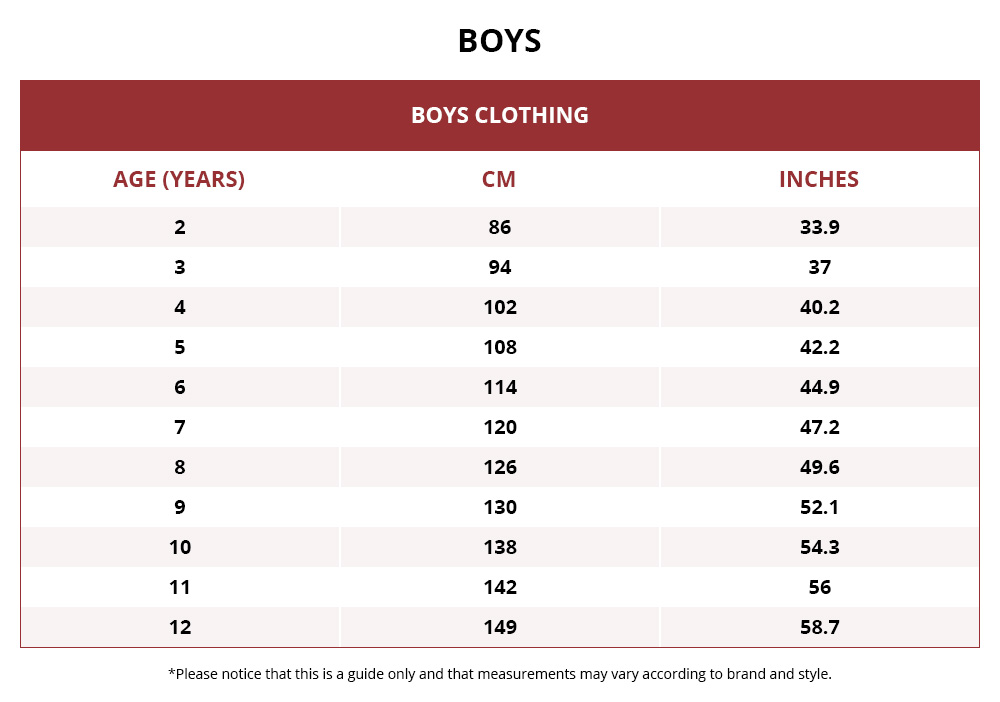 BOYS
BOYS CLOTHING
AGE (YEARS) CM INCHES
2 86 33.9
3 94 37
4 102 40.2
5 108 42.2
6 114 44.9
7 120 47.2
8 126 49.6
9 130 52.1
10 138 54.3
11 142 56
12 149 58.7
*Please notice that this is a guide only and that measurements may vary according to brand and style.